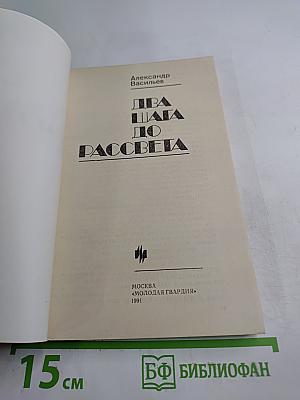 Александр
Васильев
ДВА
ШАГА
ДО
РАССВЕТА
МОСКВА
«МОЛОДАЯ ГВАРДИЯ»
1991
15 см
БФ БИБЛИОФАН